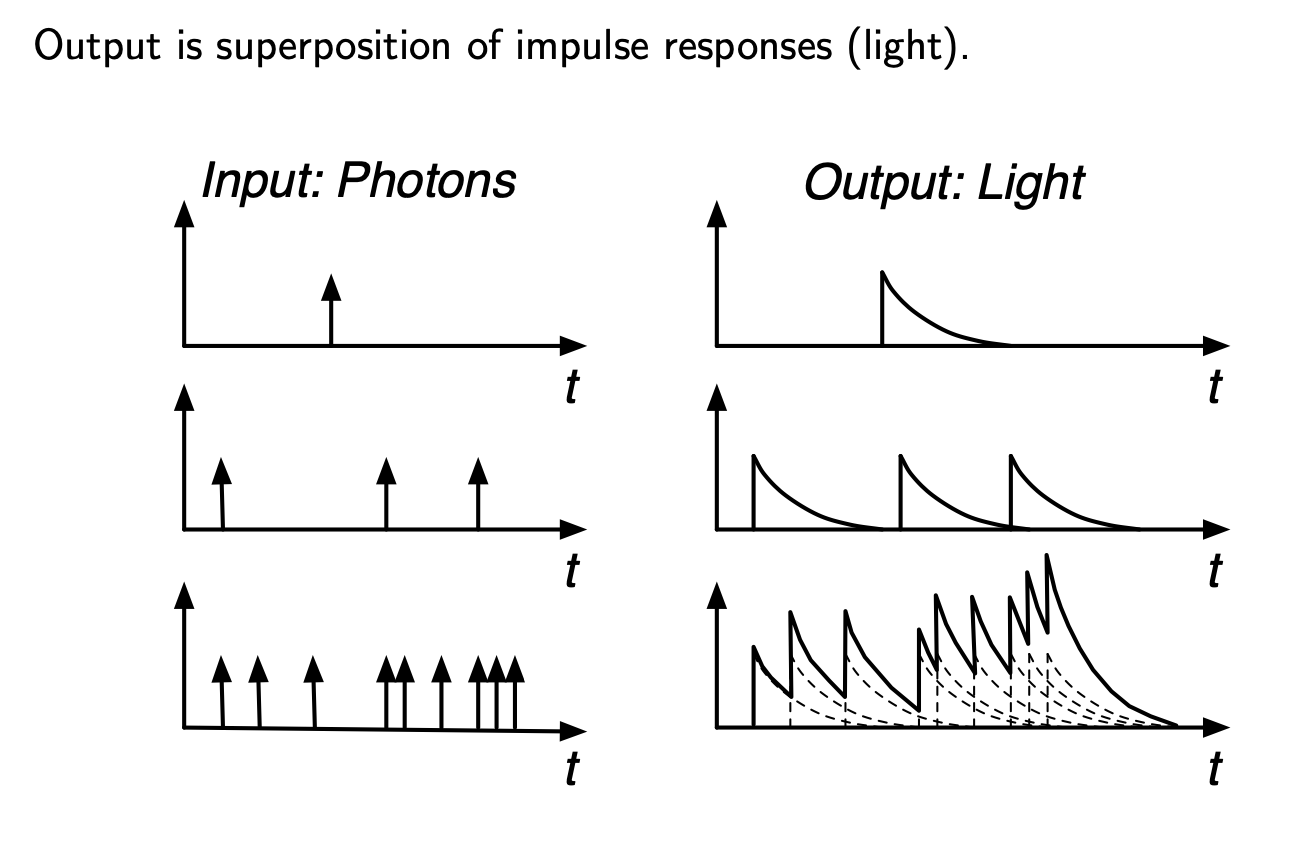 Output is superposition of impulse responses (light).
Input: Photons
Output: Light
t
t
t
t
t
t